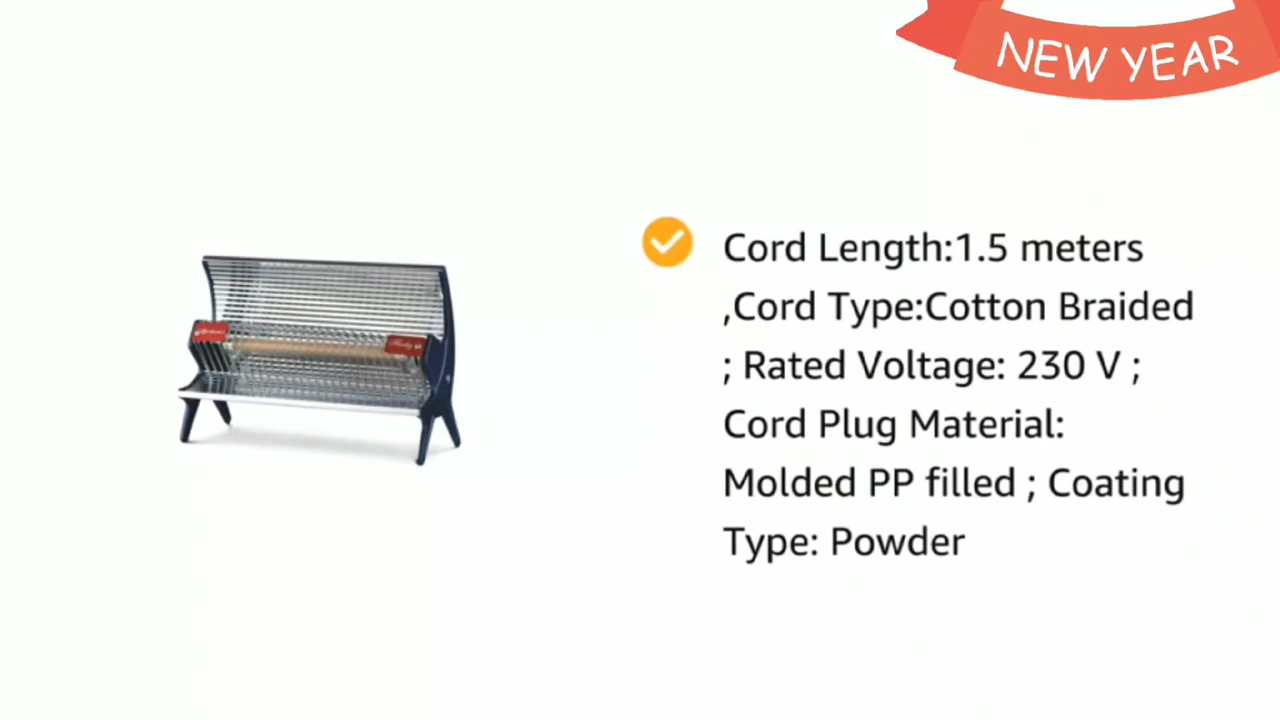 NEW YEAR
Cord Length:1.5 meters
,Cord Type:Cotton Braided
; Rated Voltage: 230 V ;
Cord Plug Material:
Molded PP filled ; Coating
Type: Powder